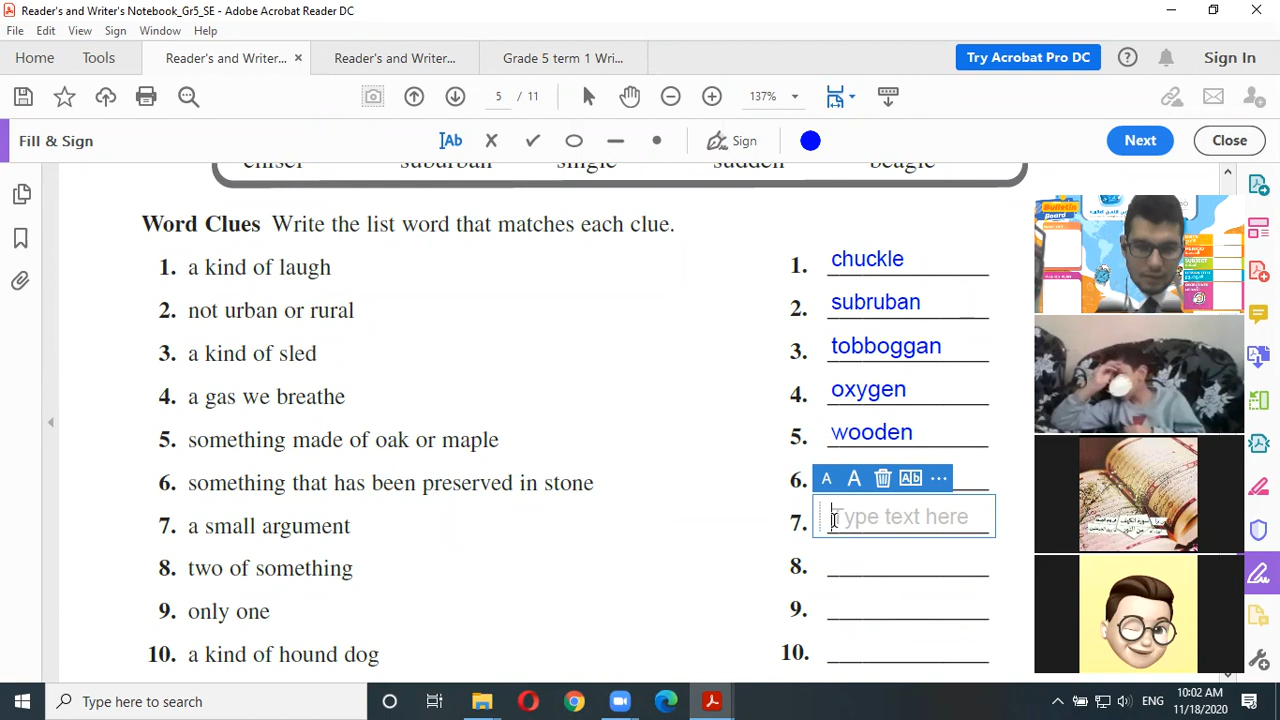 Reader's and Writer's Notebook_Gr5_SE - Adobe Acrobat Reader DC
File Edit View Sign Window Help
Home Tools Reader's and Writer... × Reader's and Writer... Grade 5 term 1 Wri... Try Acrobat Pro DC Sign In
5 / 11 137%
Fill & Sign Ab Sign Next Close
chisel suburban single sudden beagle
Word Clues Write the list word that matches each clue.
1. a kind of laugh 1. chuckle
2. not urban or rural 2. subruban
3. a kind of sled 3. tobboggan
4. a gas we breathe 4. oxygen
5. something made of oak or maple 5. wooden
6. something that has been preserved in stone 6.
A A Ab ...
7. a small argument 7. Type text here
8. two of something 8.
9. only one 9.
10. a kind of hound dog 10.
Bulletin
Board
Type here to search
ENG
10:02 AM
11/18/2020